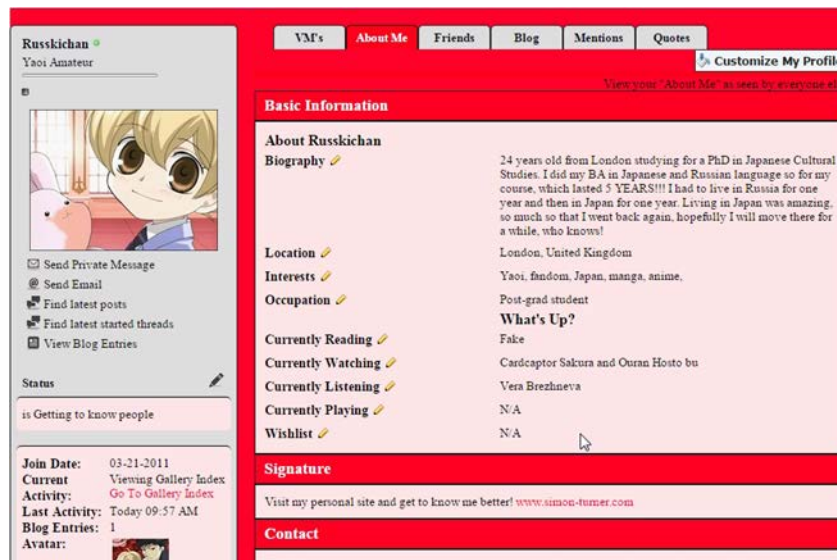 Russkichan
Yaoi Amateur
Send Private Message
Send Email
Find latest posts
Find latest started threads
View Blog Entries
Status
is Getting to know people
Join Date: 03-21-2011
Current Activity: Viewing Gallery Index
Go To Gallery Index
Last Activity: Today 09:57 AM
Blog Entries: 1
Avatar:
VM's About Me Friends Blog Mentions Quotes
Customize My Profile
View your "About Me" as seen by everyone el
Basic Information
About Russkichan
Biography
24 years old from London studying for a PhD in Japanese Cultural
Studies. I did my BA in Japanese and Russian language so for my
course, which lasted 5 YEARS!!! I had to live in Russia for one
year and then in Japan for one year. Living in Japan was amazing,
so much so that I went back again, hopefully I will move there for
a while, who knows!
Location London, United Kingdom
Interests Yaoi, fandom, Japan, manga, anime,
Occupation Post-grad student
What's Up?
Currently Reading Fake
Currently Watching Cardcaptor Sakura and Ouran Hosto bu
Currently Listening Vera Brezhneva
Currently Playing N/A
Wishlist N/A
Signature
Visit my personal site and get to know me better! www.simon-turner.com
Contact